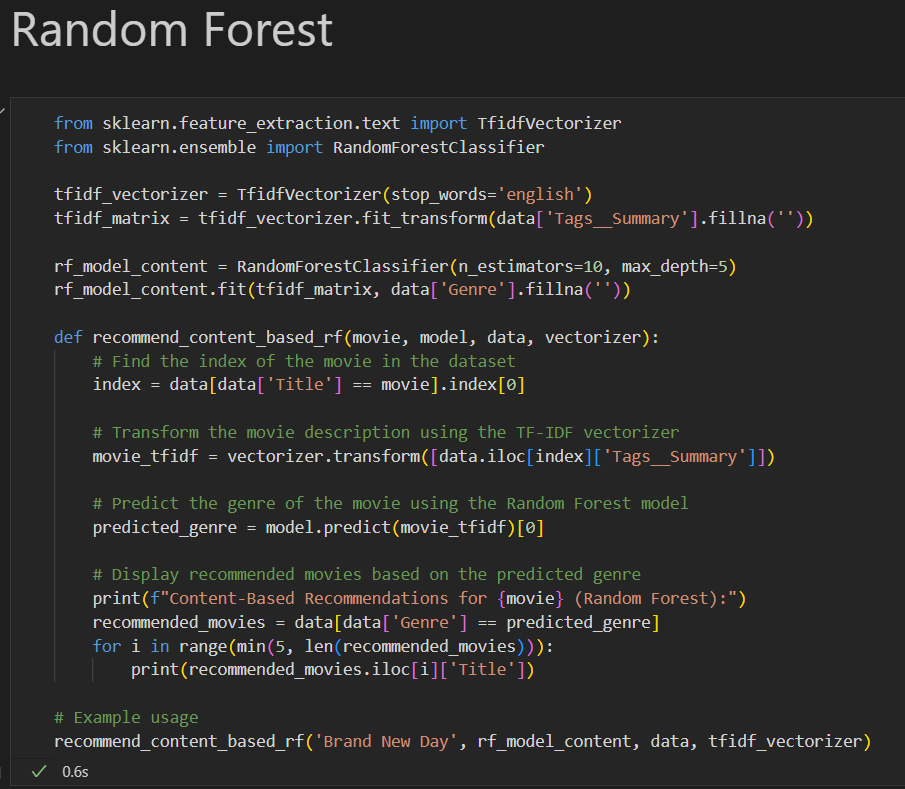 Random Forest
from sklearn.feature_extraction.text import TfidfVectorizer
from sklearn.ensemble import RandomForestClassifier
tfidf_vectorizer = TfidfVectorizer(stop_words='english')
tfidf_matrix = tfidf_vectorizer.fit_transform(data['Tags__Summary'].fillna(''))
rf_model_content = RandomForestClassifier(n_estimators=10, max_depth=5)
rf_model_content.fit(tfidf_matrix, data['Genre'].fillna(''))
def recommend_content_based_rf(movie, model, data, vectorizer):
    # Find the index of the movie in the dataset
    index = data[data['Title'] == movie].index[0]
    # Transform the movie description using the TF-IDF vectorizer
    movie_tfidf = vectorizer.transform([data.iloc[index]['Tags__Summary']])
    # Predict the genre of the movie using the Random Forest model
    predicted_genre = model.predict(movie_tfidf)[0]
    # Display recommended movies based on the predicted genre
    print(f"Content-Based Recommendations for {movie} (Random Forest):")
    recommended_movies = data[data['Genre'] == predicted_genre]
    for i in range(min(5, len(recommended_movies))):
        print(recommended_movies.iloc[i]['Title'])
# Example usage
recommend_content_based_rf('Brand New Day', rf_model_content, data, tfidf_vectorizer)
0.6s